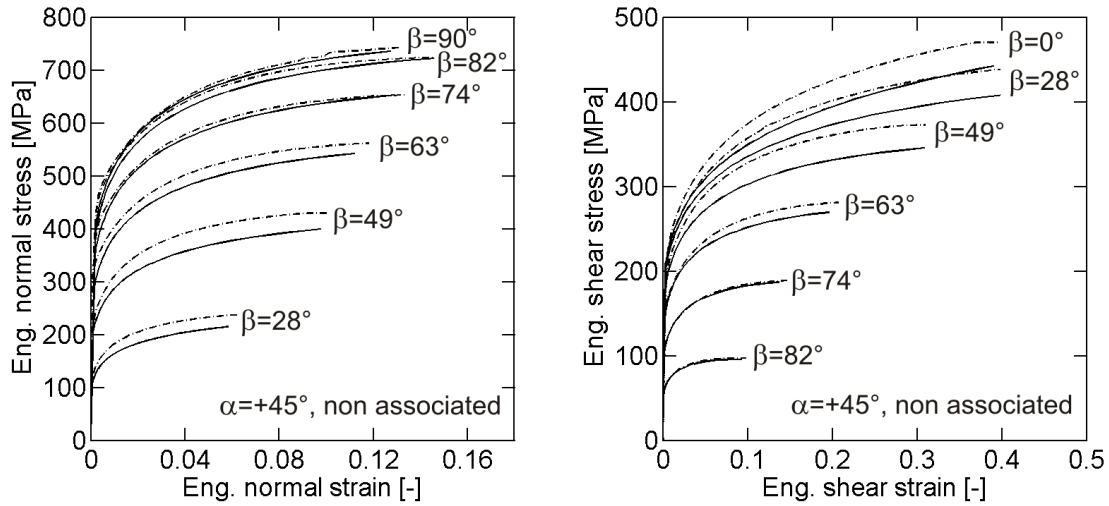 800
700
600
500
400
300
200
100
0
Eng. normal stress [MPa]
β=90°
β=82°
β=74°
β=63°
β=49°
β=28°
α=+45°, non associated
0 0.04 0.08 0.12 0.16
Eng. normal strain [-]
500
400
300
200
100
0
Eng. shear stress [MPa]
β=0°
β=28°
β=49°
β=63°
β=74°
β=82°
α=+45°, non associated
0 0.1 0.2 0.3 0.4 0.5
Eng. shear strain [-]